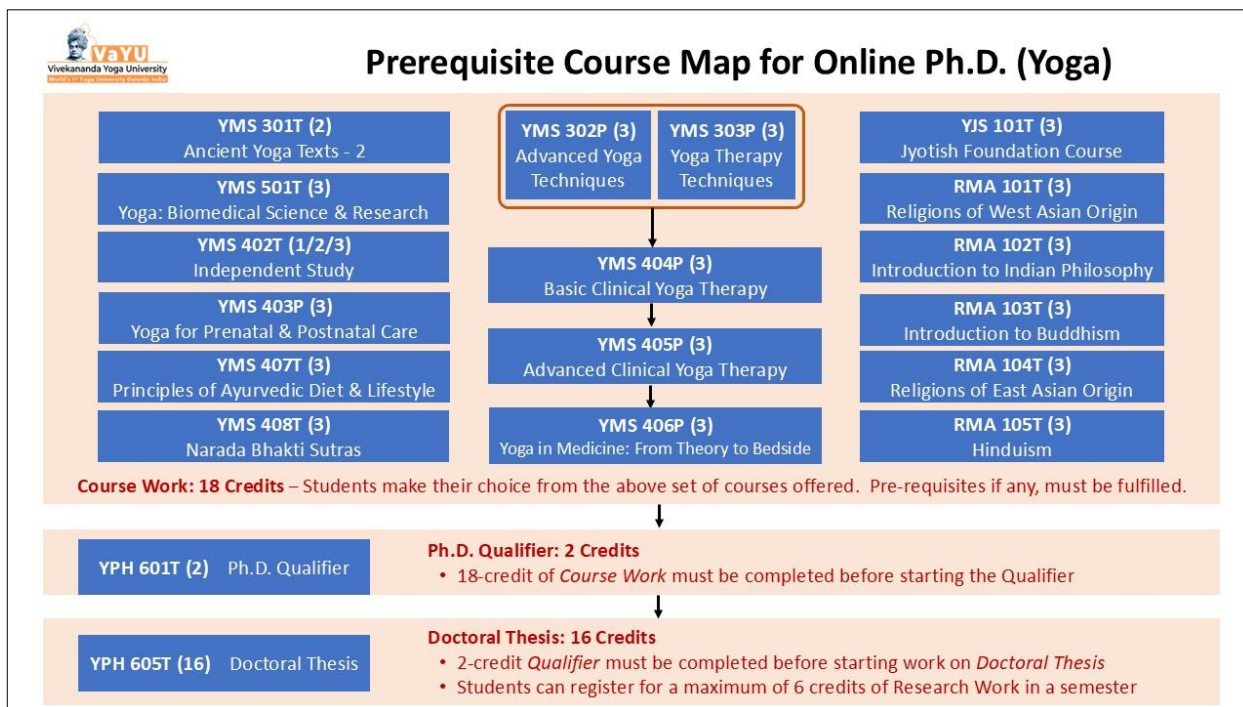 VaYU
Vivekananda Yoga University
World's 1st Yoga University Outside India
Prerequisite Course Map for Online Ph.D. (Yoga)
YMS 301T (2)
Ancient Yoga Texts - 2
YMS 501T (3)
Yoga: Biomedical Science & Research
YMS 402T (1/2/3)
Independent Study
YMS 403P (3)
Yoga for Prenatal & Postnatal Care
YMS 407T (3)
Principles of Ayurvedic Diet & Lifestyle
YMS 408T (3)
Narada Bhakti Sutras
YMS 302P (3)
Advanced Yoga
Techniques
YMS 303P (3)
Yoga Therapy
Techniques
YMS 404P (3)
Basic Clinical Yoga Therapy
YMS 405P (3)
Advanced Clinical Yoga Therapy
YMS 406P (3)
Yoga in Medicine: From Theory to Bedside
YJS 101T (3)
Jyotish Foundation Course
RMA 101T (3)
Religions of West Asian Origin
RMA 102T (3)
Introduction to Indian Philosophy
RMA 103T (3)
Introduction to Buddhism
RMA 104T (3)
Religions of East Asian Origin
RMA 105T (3)
Hinduism
Course Work: 18 Credits – Students make their choice from the above set of courses offered. Pre-requisites if any, must be fulfilled.
YPH 601T (2) Ph.D. Qualifier
Ph.D. Qualifier: 2 Credits
• 18-credit of Course Work must be completed before starting the Qualifier
YPH 605T (16) Doctoral Thesis
Doctoral Thesis: 16 Credits
• 2-credit Qualifier must be completed before starting work on Doctoral Thesis
• Students can register for a maximum of 6 credits of Research Work in a semester